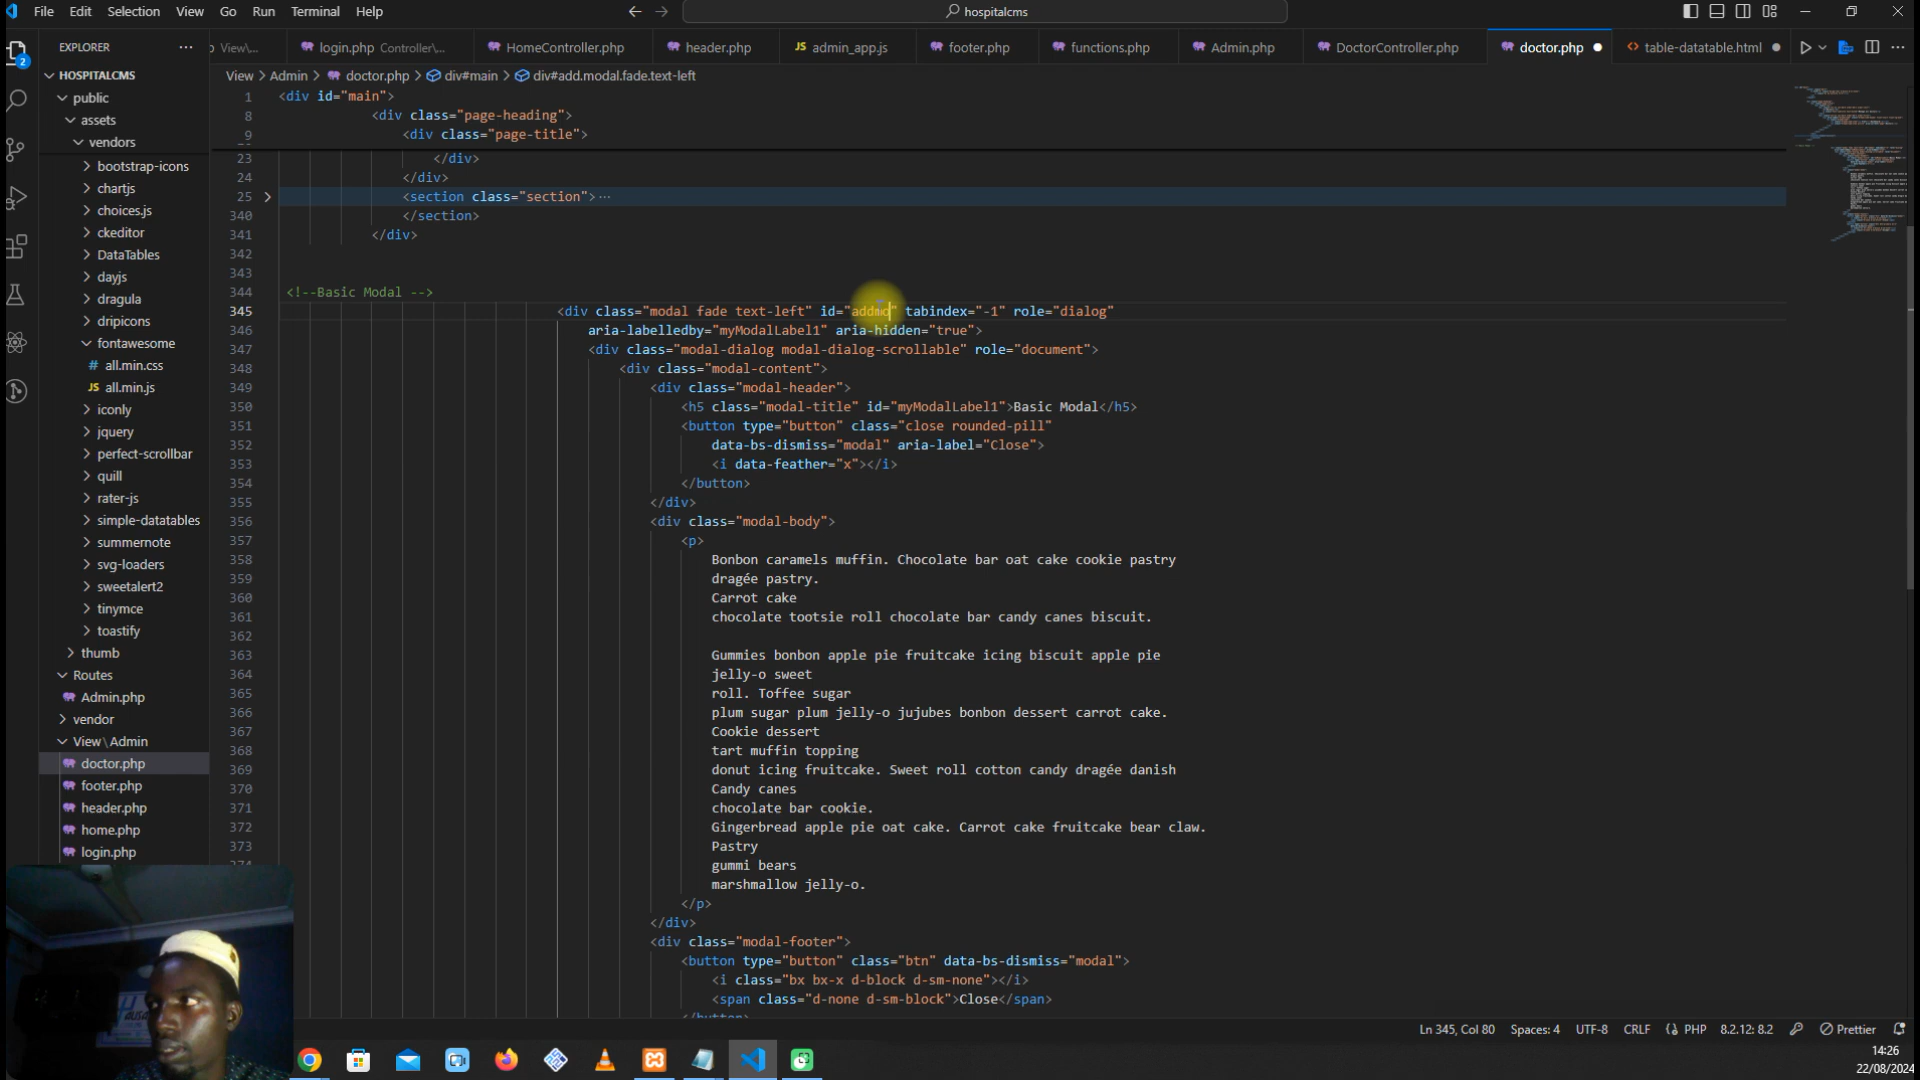 File Edit Selection View Go Run Terminal Help
hospitalcms
EXPLORER
View\...
login.php Controller\...
HomeController.php
header.php
JS admin_app.js
footer.php
functions.php
Admin.php
DoctorController.php
doctor.php
table-datatable.html
View > Admin > doctor.php > div#main > div#add.modal.fade.text-left
HOSPITALCMS
public
assets
vendors
bootstrap-icons
chartjs
choices.js
ckeditor
DataTables
dayjs
dragula
dripicons
fontawesome
# all.min.css
JS all.min.js
iconly
jquery
perfect-scrollbar
quill
rater-js
simple-datatables
summernote
svg-loaders
sweetalert2
tinymce
toastify
thumb
Routes
Admin.php
vendor
View\Admin
doctor.php
footer.php
header.php
home.php
login.php
1 <div id="main">
8 <div class="page-heading">
9 <div class="page-title">
23 </div>
24 </div>
25 <section class="section"> ...
340 </section>
341 </div>
342
343
344 <!--Basic Modal -->
345 <div class="modal fade text-left" id="addmo" tabindex="-1" role="dialog"
346 aria-labelledby="myModalLabel1" aria-hidden="true">
347 <div class="modal-dialog modal-dialog-scrollable" role="document">
348 <div class="modal-content">
349 <div class="modal-header">
350 <h5 class="modal-title" id="myModalLabel1">Basic Modal</h5>
351 <button type="button" class="close rounded-pill"
352 data-bs-dismiss="modal" aria-label="Close">
353 <i data-feather="x"></i>
354 </button>
355 </div>
356 <div class="modal-body">
357 <p>
358 Bonbon caramels muffin. Chocolate bar oat cake cookie pastry
359 dragée pastry.
360 Carrot cake
361 chocolate tootsie roll chocolate bar candy canes biscuit.
362
363 Gummies bonbon apple pie fruitcake icing biscuit apple pie
364 jelly-o sweet
365 roll. Toffee sugar
366 plum sugar plum jelly-o jujubes bonbon dessert carrot cake.
367 Cookie dessert
368 tart muffin topping
369 donut icing fruitcake. Sweet roll cotton candy dragée danish
370 Candy canes
371 chocolate bar cookie.
372 Gingerbread apple pie oat cake. Carrot cake fruitcake bear claw.
373 Pastry
374 gummi bears
marshmallow jelly-o.
</p>
</div>
<div class="modal-footer">
<button type="button" class="btn" data-bs-dismiss="modal">
<i class="bx bx-x d-block d-sm-none"></i>
<span class="d-none d-sm-block">Close</span>
</button>
Ln 345, Col 80 Spaces: 4 UTF-8 CRLF PHP 8.2.12: 8.2 Prettier
14:26
22/08/2024